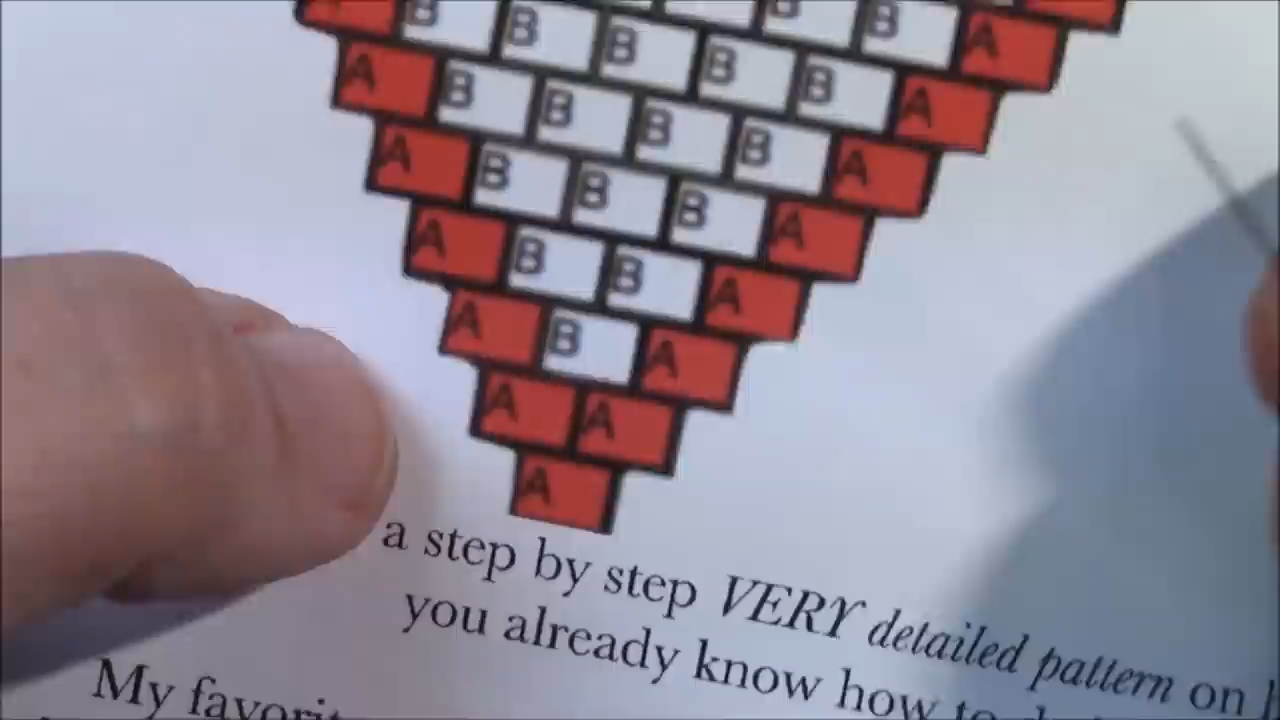 A B B B B B A
A B B B B B A
A B B B B A
A B B B A
A B B A
A B A
A A
A
a step by step VERY detailed pattern on
you already know how to
My favorit